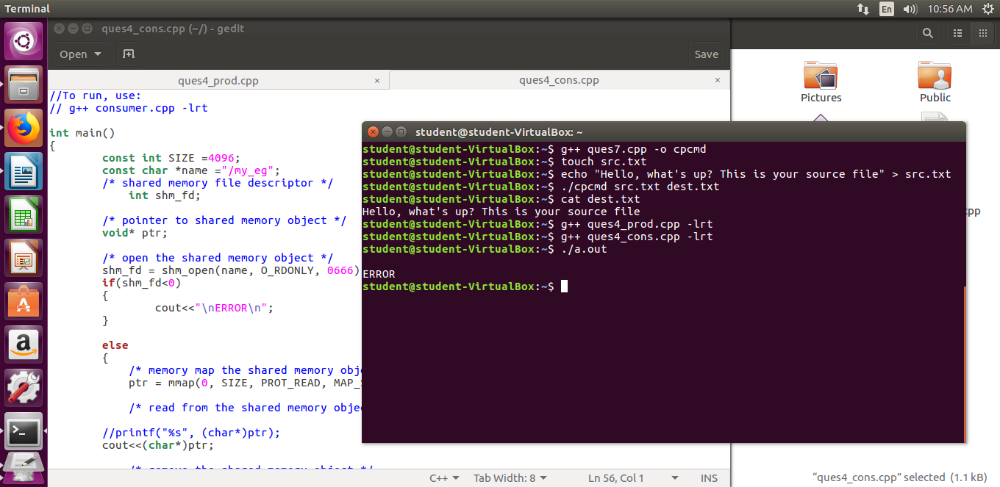 Terminal
En
10:56 AM
ques4_cons.cpp (~/) - gedit
Open
Save
ques4_prod.cpp ×
ques4_cons.cpp ×
//To run, use:
// g++ consumer.cpp -lrt
int main()
{
const int SIZE =4096;
const char *name ="/my_eg";
/* shared memory file descriptor */
int shm_fd;
/* pointer to shared memory object */
void* ptr;
/* open the shared memory object */
shm_fd = shm_open(name, O_RDONLY, 0666)
if(shm_fd<0)
{
cout<<"\nERROR\n";
}
else
{
/* memory map the shared memory obj
ptr = mmap(0, SIZE, PROT_READ, MAP_
/* read from the shared memory obje
//printf("%s", (char*)ptr);
cout<<(char*)ptr;
/* remove the shared memory object */
C++
Tab Width: 8
Ln 56, Col 1
INS
student@student-VirtualBox: ~
student@student-VirtualBox:~$ g++ ques7.cpp -o cpcmd
student@student-VirtualBox:~$ touch src.txt
student@student-VirtualBox:~$ echo "Hello, what's up? This is your source file" > src.txt
student@student-VirtualBox:~$ ./cpcmd src.txt dest.txt
student@student-VirtualBox:~$ cat dest.txt
Hello, what's up? This is your source file
student@student-VirtualBox:~$ g++ ques4_prod.cpp -lrt
student@student-VirtualBox:~$ g++ ques4_cons.cpp -lrt
student@student-VirtualBox:~$ ./a.out
ERROR
student@student-VirtualBox:~$
Pictures
Public
cpp
“ques4_cons.cpp” selected (1.1 kB)